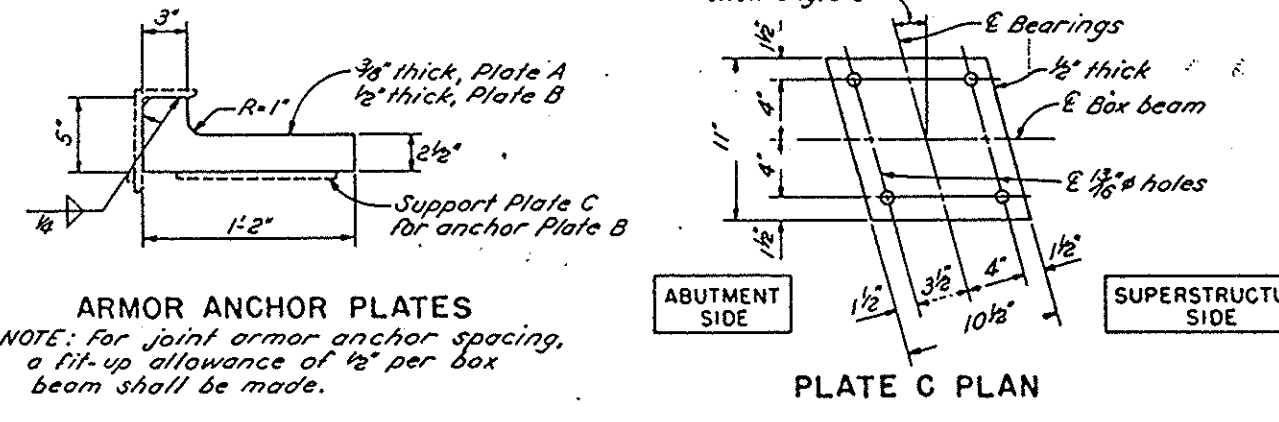 3"
3/8" thick, Plate A
1/2" thick, Plate B
R=1"
5"
2 1/2"
1/4
Support Plate C
for anchor Plate B
1'-2"
ARMOR ANCHOR PLATES
NOTE: For joint armor anchor spacing,
a fit-up allowance of 1/2" per box
beam shall be made.
℄ Bearings
1 1/2"
1/2" thick
4"
℄ Box beam
11"
4"
℄ 13/16" ø holes
1 1/2"
ABUTMENT
SIDE
1 1/2"
3 1/2"
4"
1 1/2"
10 1/2"
SIDE
PLATE C PLAN